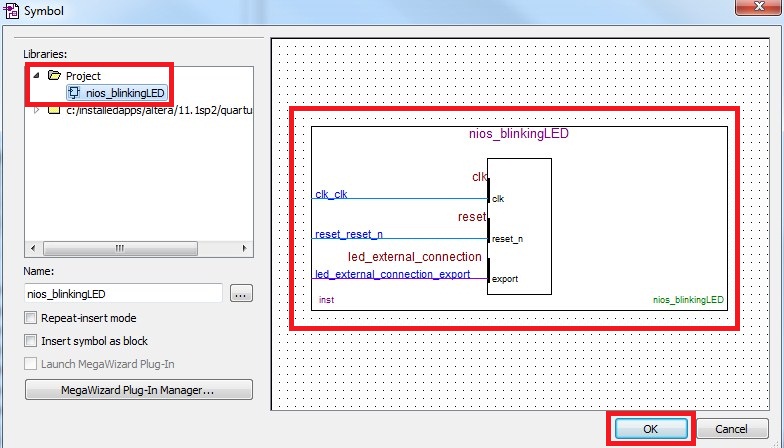 Symbol
Libraries:
Project
nios_blinkingLED
c:/installedapps/altera/11.1sp2/quartu
Name:
nios_blinkingLED
...
Repeat-insert mode
Insert symbol as block
Launch MegaWizard Plug-In
MegaWizard Plug-In Manager...
nios_blinkingLED
clk
clk_clk
clk
reset
reset_reset_n
reset_n
led_external_connection
led_external_connection_export
export
inst
nios_blinkingLED
OK
Cancel